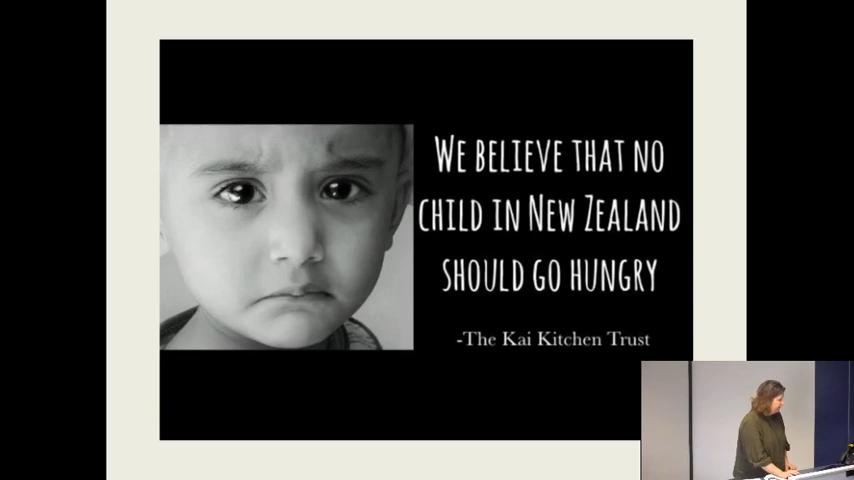 WE BELIEVE THAT NO
CHILD IN NEW ZEALAND
SHOULD GO HUNGRY
-The Kai Kitchen Trust